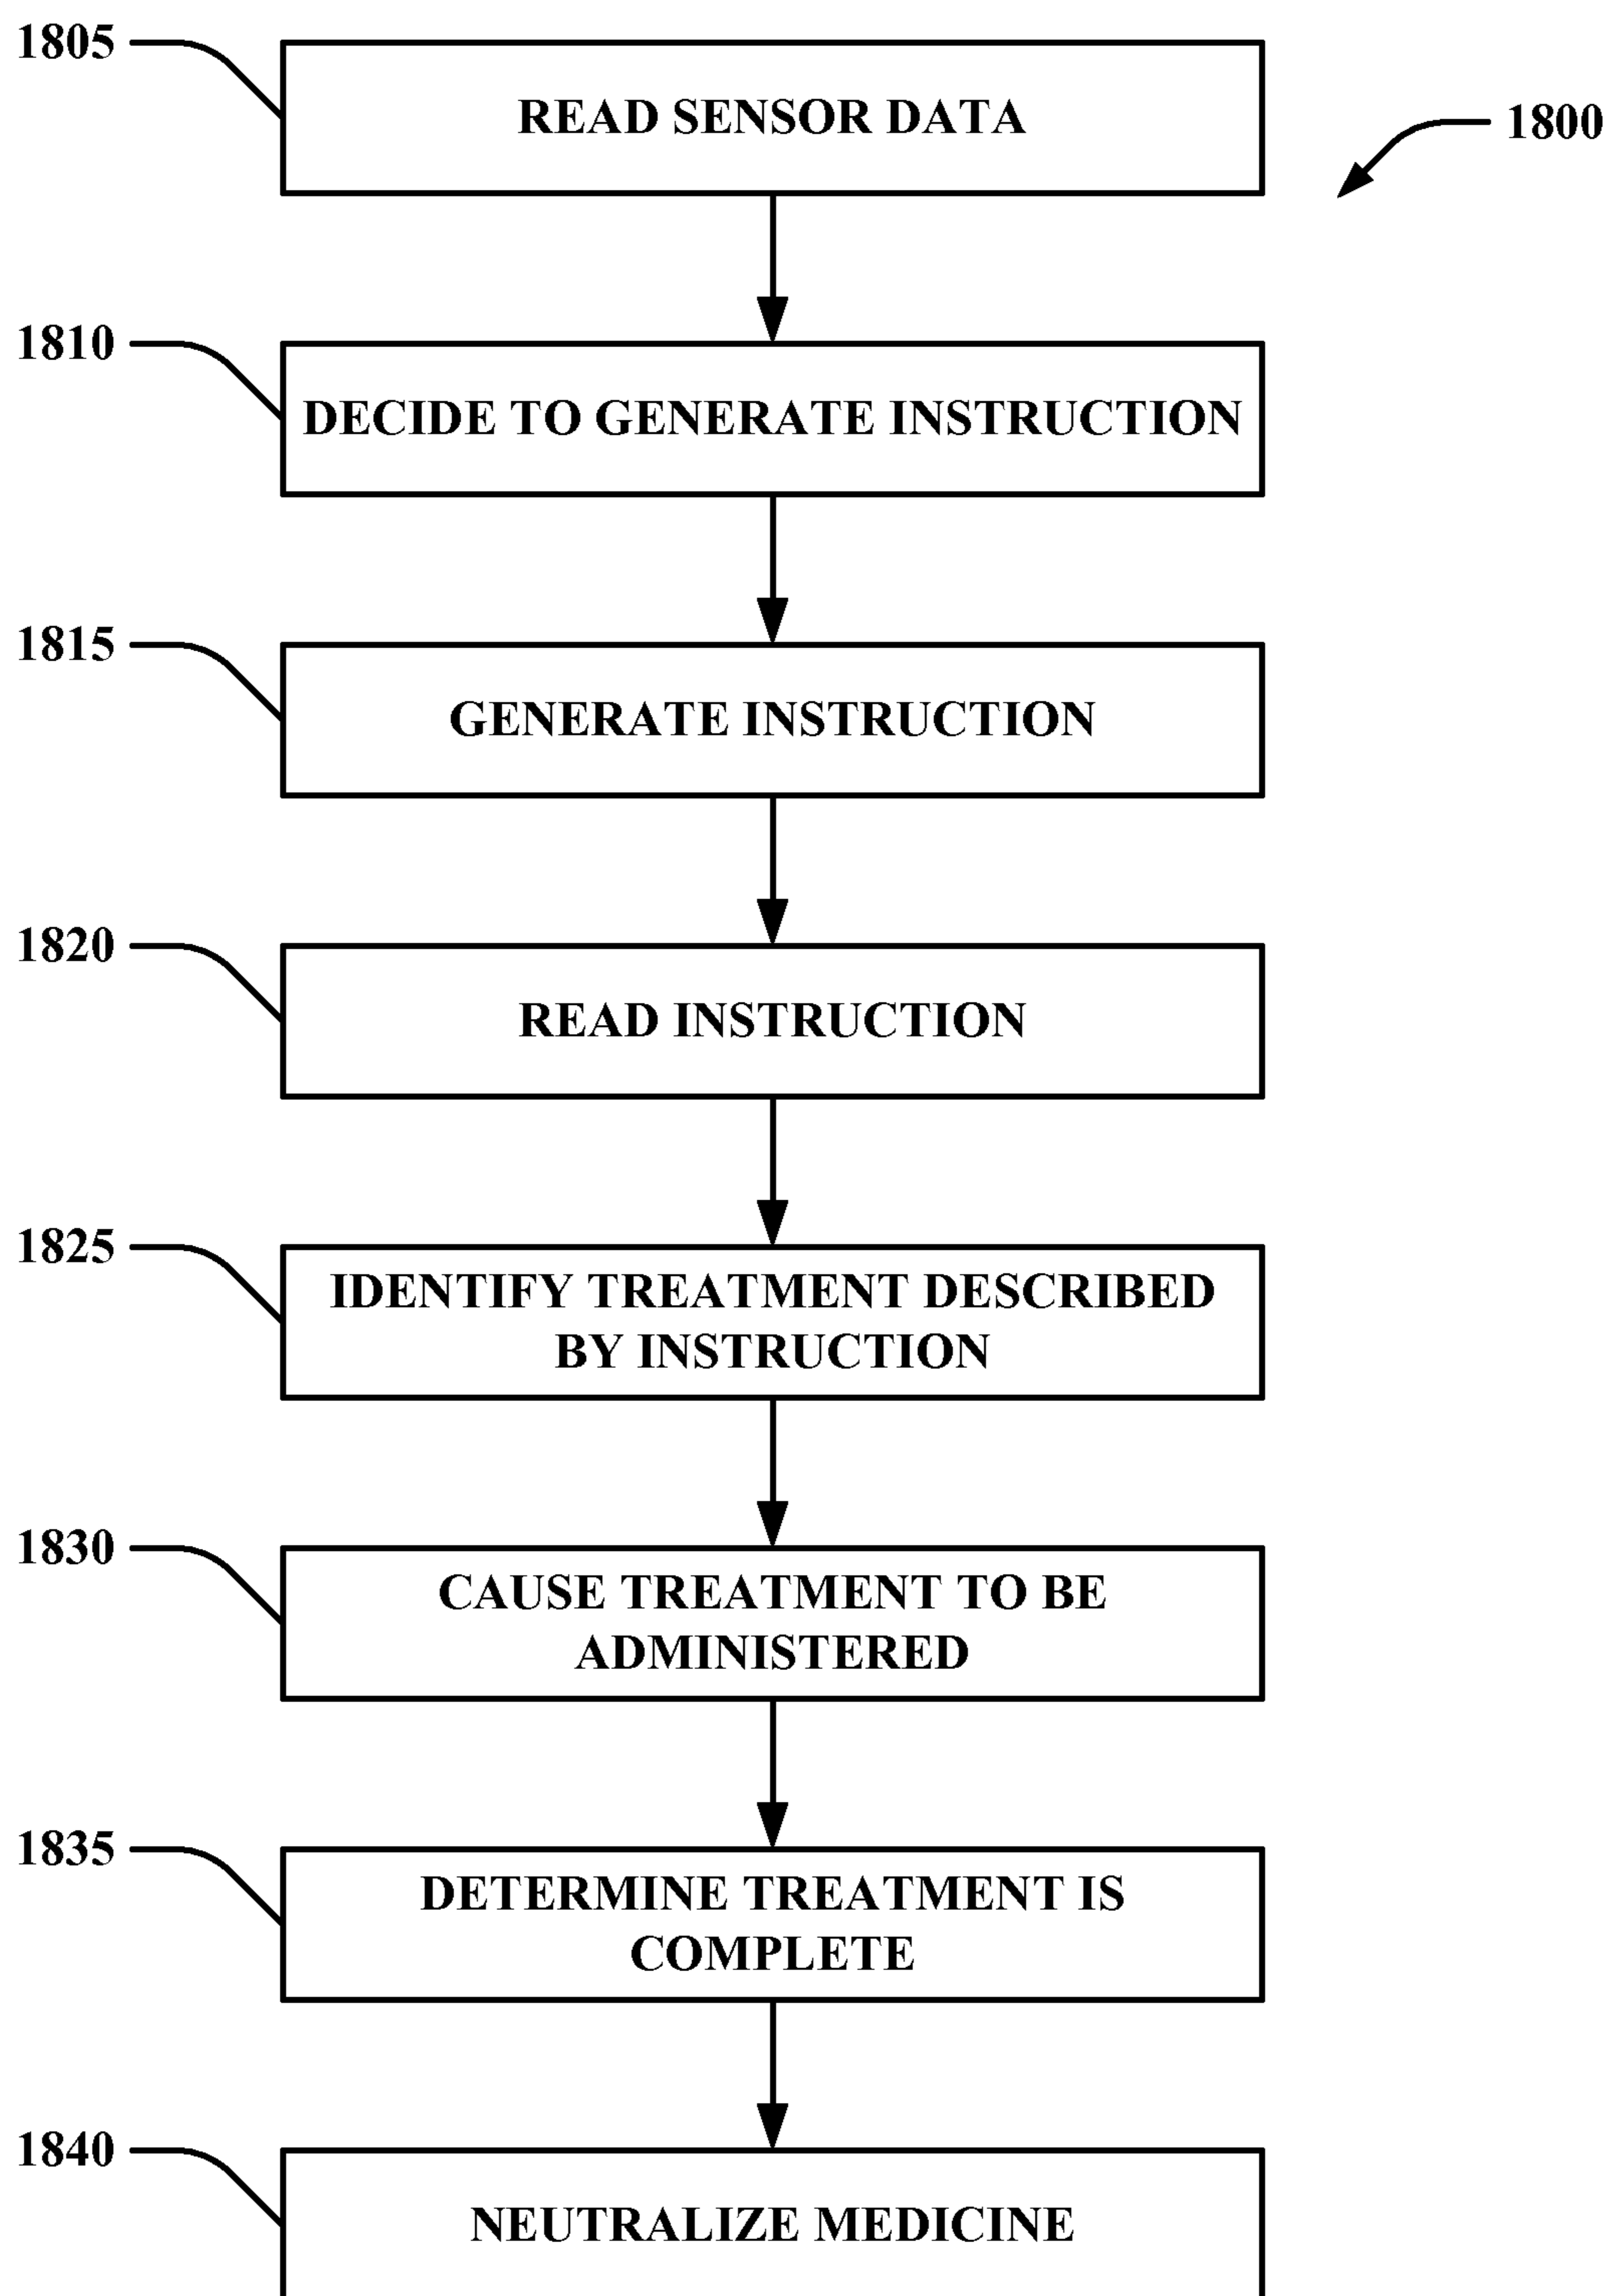 1805
READ SENSOR DATA
1800
1810
DECIDE TO GENERATE INSTRUCTION
1815
GENERATE INSTRUCTION
1820
READ INSTRUCTION
1825
IDENTIFY TREATMENT DESCRIBED
BY INSTRUCTION
1830
CAUSE TREATMENT TO BE
ADMINISTERED
1835
DETERMINE TREATMENT IS
COMPLETE
1840
NEUTRALIZE MEDICINE